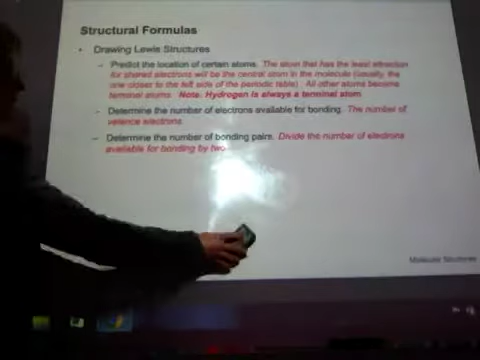 Structural Formulas
• Drawing Lewis Structures
– Predict the location of certain atoms. The atom that has the least attraction
for shared electrons will be the central atom in the molecule (usually, the
one closer to the left side of the periodic table). All other atoms become
terminal atoms. Note. Hydrogen is always a terminal atom.
– Determine the number of electrons available for bonding. The number of
valence electrons.
– Determine the number of bonding pairs. Divide the number of electrons
available for bonding by two.
Molecular Structures